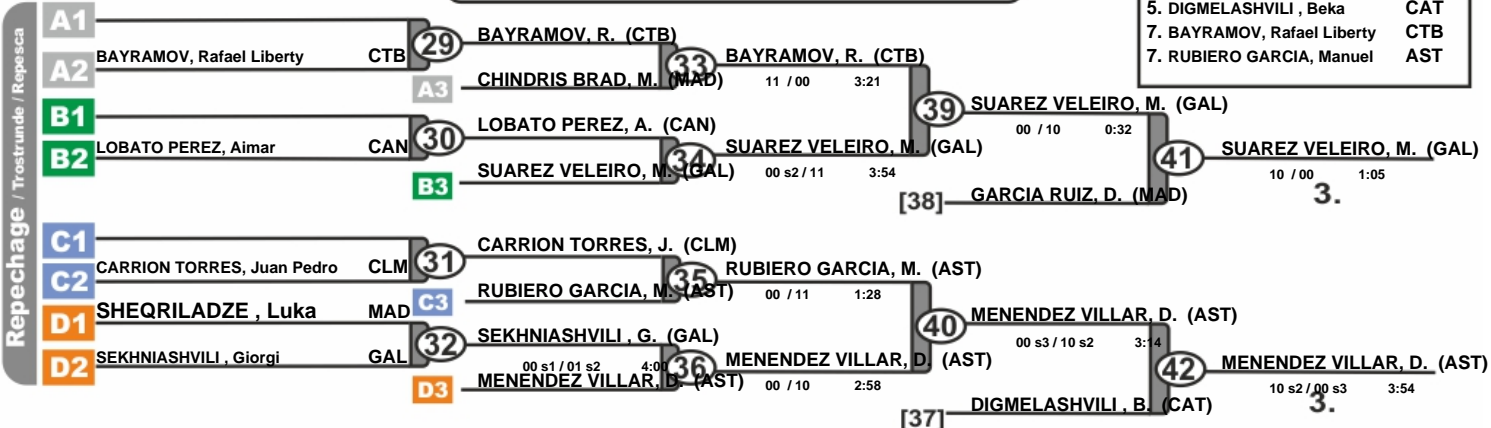 5. DIGMELASHVILI , Beka CAT
7. BAYRAMOV, Rafael Liberty CTB
7. RUBIERO GARCIA, Manuel AST
Repechage / Trostrunde / Repesca
A1
A2 BAYRAMOV, Rafael Liberty CTB
29
BAYRAMOV, R. (CTB)
A3 CHINDRIS BRAD, M. (MAD)
33
BAYRAMOV, R. (CTB)
11 / 00 3:21
B1
B2 LOBATO PEREZ, Aimar CAN
30
LOBATO PEREZ, A. (CAN)
B3 SUAREZ VELEIRO, M. (GAL)
34
SUAREZ VELEIRO, M. (GAL)
00 s2 / 11 3:54
39
SUAREZ VELEIRO, M. (GAL)
00 / 10 0:32
[38] GARCIA RUIZ, D. (MAD)
41
SUAREZ VELEIRO, M. (GAL)
10 / 00 1:05
3.
C1
C2 CARRION TORRES, Juan Pedro CLM
31
CARRION TORRES, J. (CLM)
C3 RUBIERO GARCIA, M. (AST)
35
RUBIERO GARCIA, M. (AST)
00 / 11 1:28
D1 SHEQRILADZE , Luka MAD
D2 SEKHNIASHVILI , Giorgi GAL
32
SEKHNIASHVILI , G. (GAL)
00 s1 / 01 s2 4:00
D3 MENENDEZ VILLAR, D. (AST)
36
MENENDEZ VILLAR, D. (AST)
00 / 10 2:58
40
MENENDEZ VILLAR, D. (AST)
00 s3 / 10 s2 3:14
[37] DIGMELASHVILI , B. (CAT)
42
MENENDEZ VILLAR, D. (AST)
10 s2 / 00 s3 3:54
3.